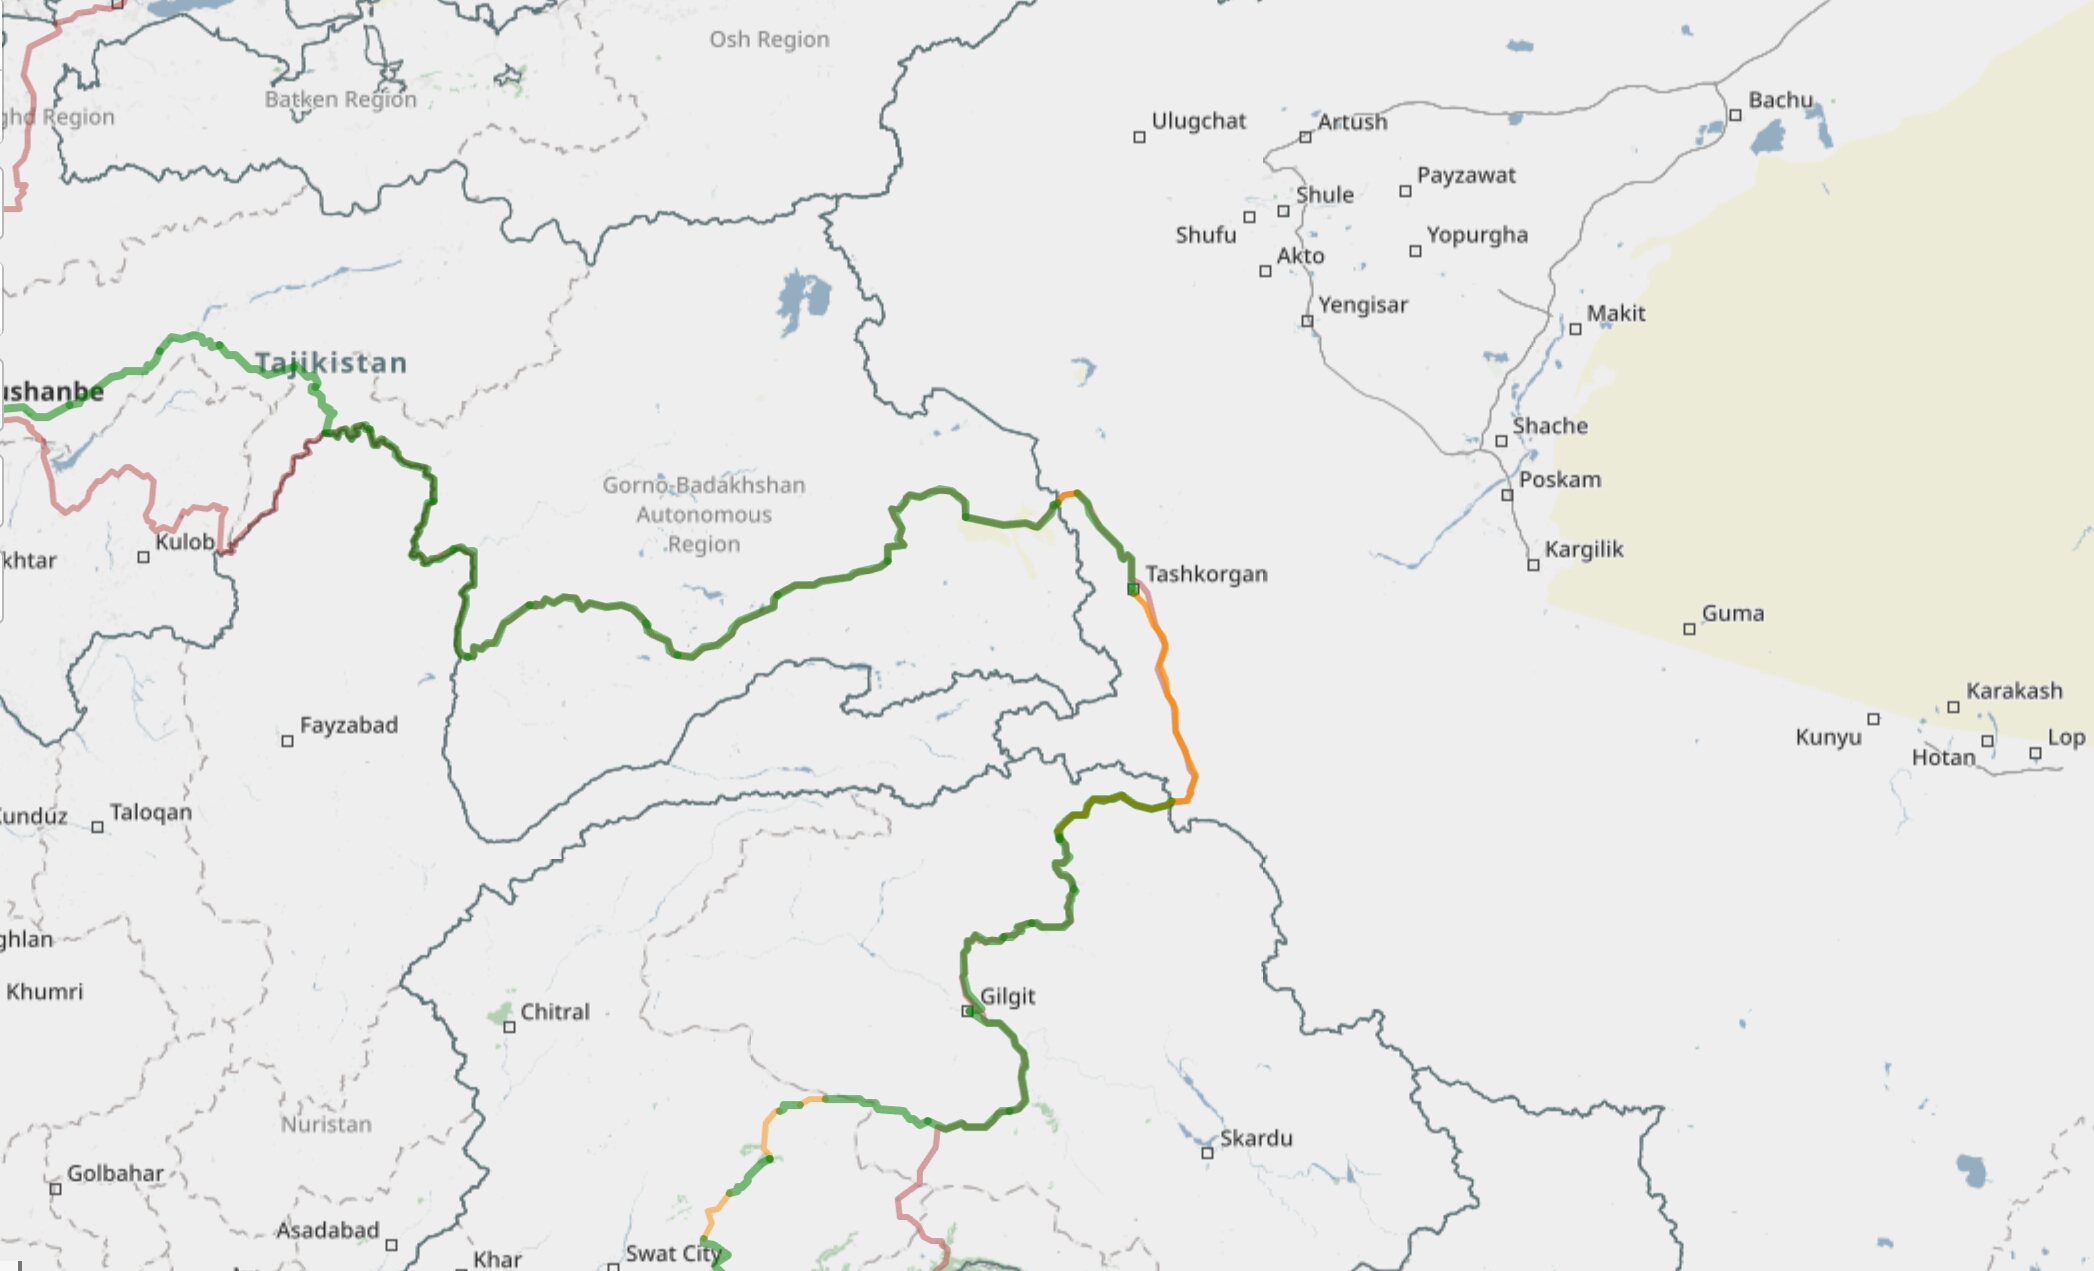 Osh Region
Batken Region
ghd Region
Bachu
Ulugchat
Artush
Payzawat
Shule
Shufu
Yopurgha
Akto
Yengisar
Makit
Tajikistan
ushanbe
Shache
Poskam
Gorno-Badakhshan
Autonomous
Region
Kulob
khtar
Kargilik
Tashkorgan
Guma
Karakash
Fayzabad
Kunyu
Hotan
Lop
Kunduz
Taloqan
ghlan
Khumri
Gilgit
Chitral
Nuristan
Skardu
Golbahar
Asadabad
Khar
Swat City